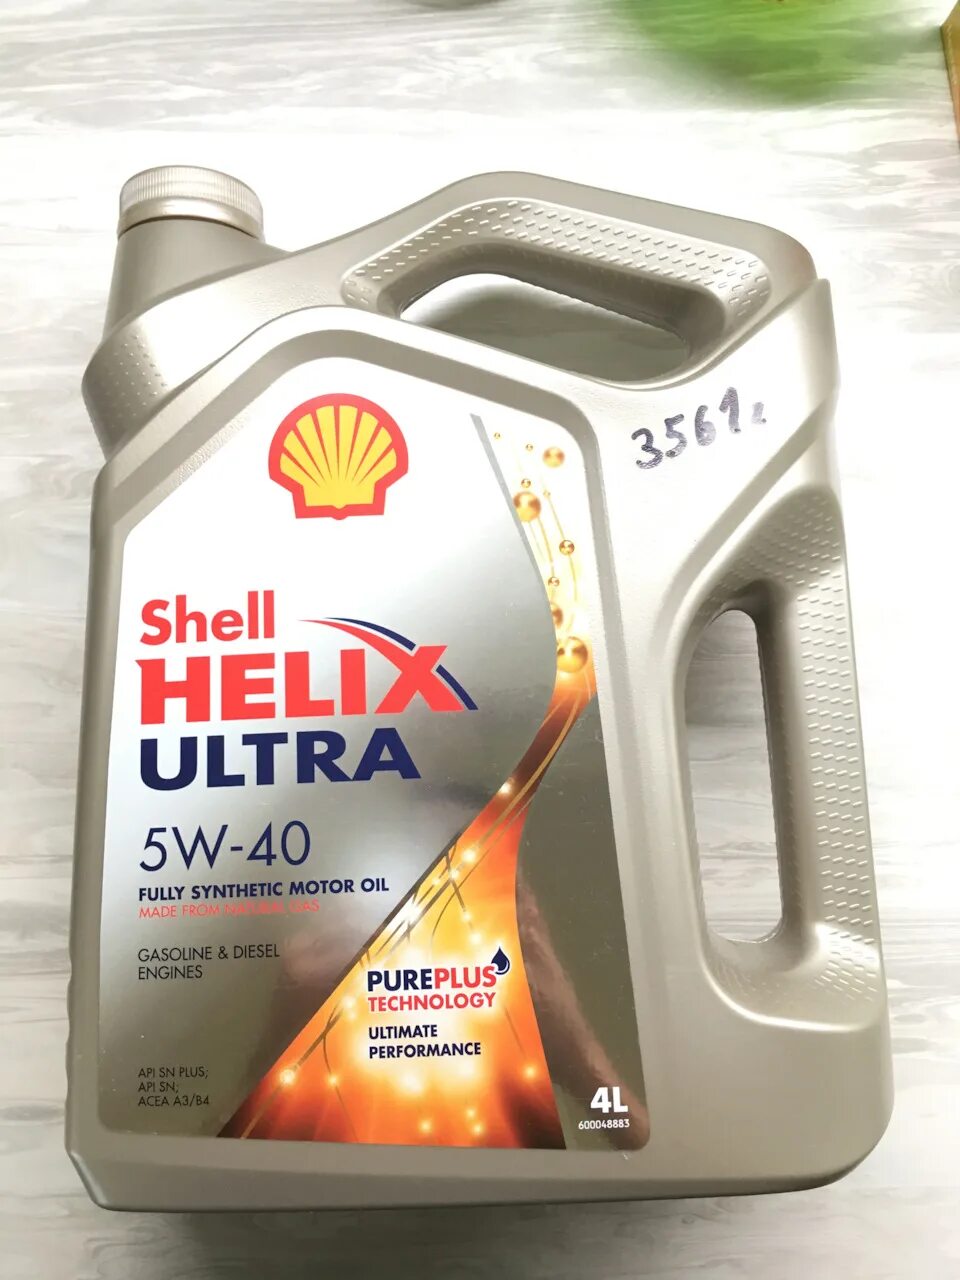 3561г
Shell
HELIX
ULTRA
5W-40
FULLY SYNTHETIC MOTOR OIL
MADE FROM NATURAL GAS
GASOLINE & DIESEL
ENGINES
PUREPLUS
TECHNOLOGY
ULTIMATE
PERFORMANCE
API SN PLUS;
API SN;
ACEA A3/B4
4L
600048883